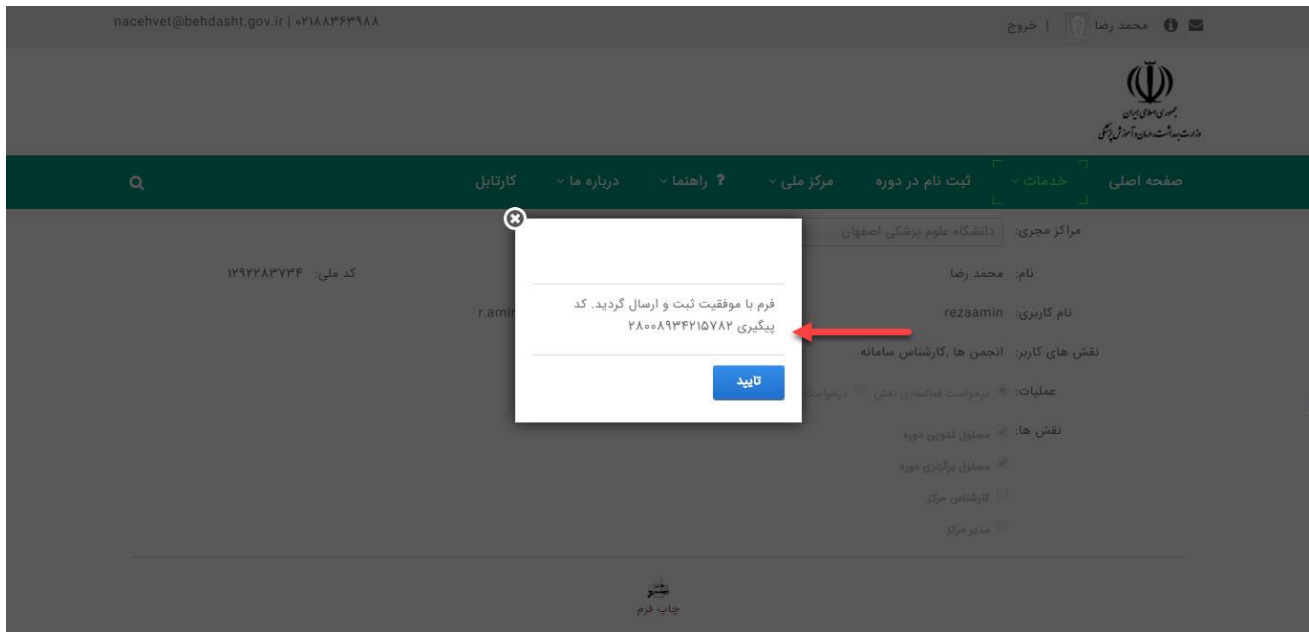 nacehvet@behdasht.gov.ir | ۰۲۱۸۸۳۶۳۹۸۸
محمد رضا | خروج
جمهوری اسلامی ایران
وزارت بهداشت، درمان و آموزش پزشکی
صفحه اصلی خدمات ثبت نام در دوره مرکز ملی ? راهنما درباره ما کارتابل
مراکز مجری: دانشگاه علوم پزشکی اصفهان
نام: محمد رضا کد ملی: ۱۲۹۲۲۸۳۷۳۴
نام کاربری: rezaamin r.amin
نقش های کاربر: انجمن ها ,کارشناس سامانه
عملیات: درخواست فعالسازی نقش درخواست
نقش ها: مسئول تدوین دوره
مسئول برگزاری دوره
کارشناس مرکز
مدیر مرکز
فرم با موفقیت ثبت و ارسال گردید. کد
پیگیری ۲۸۰۰۸۹۳۴۲۱۵۷۸۲
تایید
چاپ فرم